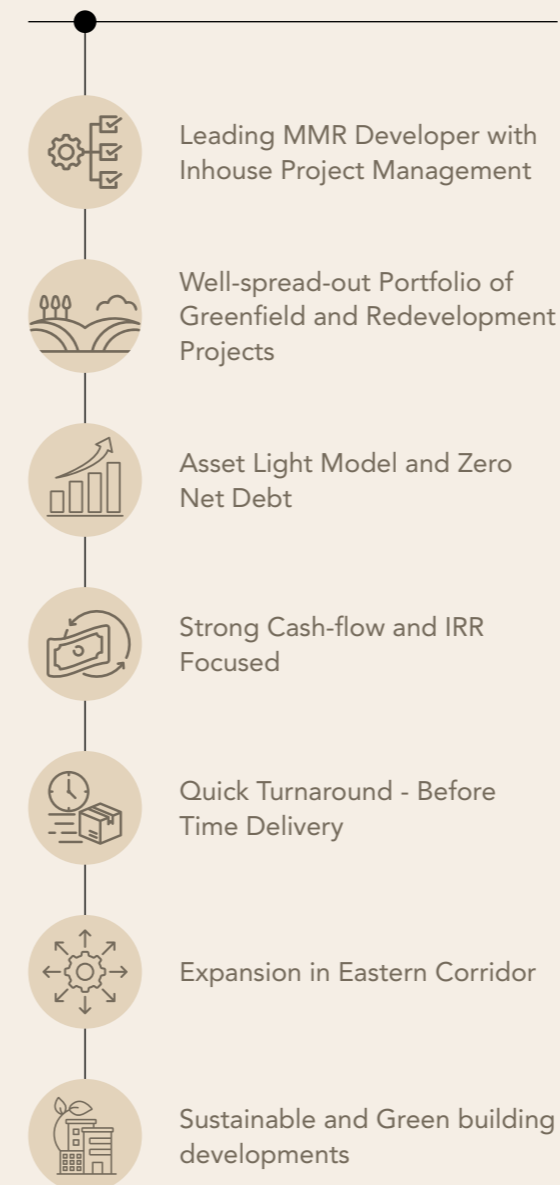 Leading MMR Developer with
Inhouse Project Management
Well-spread-out Portfolio of
Greenfield and Redevelopment
Projects
Asset Light Model and Zero
Net Debt
Strong Cash-flow and IRR
Focused
Quick Turnaround - Before
Time Delivery
Expansion in Eastern Corridor
Sustainable and Green building
developments